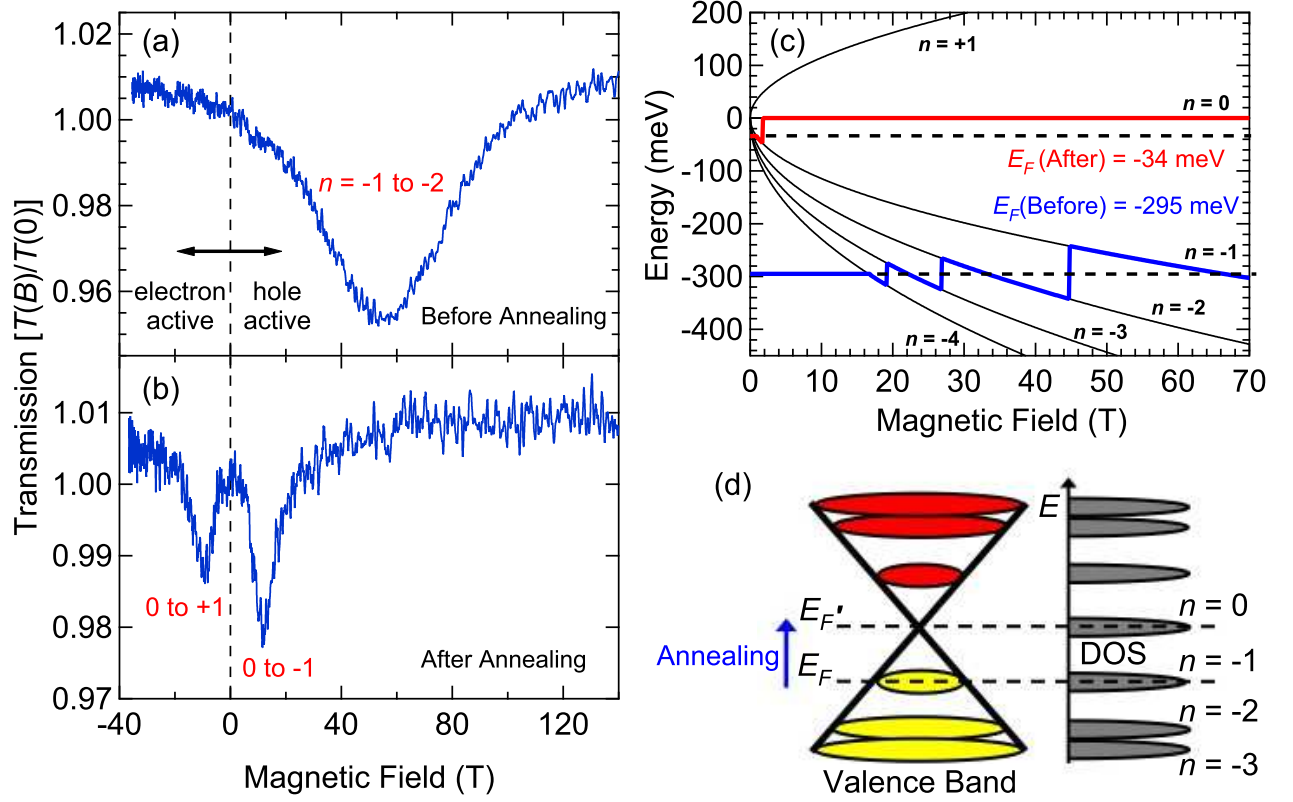 Transmission [T(B)/T(0)]
(a)
1.02
1.00
0.98
0.96
n = -1 to -2
electron
active
hole
active
Before Annealing
(b)
1.01
1.00
0.99
0.98
0.97
0 to +1
0 to -1
After Annealing
-40
0
40
80
120
Magnetic Field (T)
(c)
Energy (meV)
200
100
0
-100
-200
-300
-400
n = +1
n = 0
E_F (After) = -34 meV
E_F(Before) = -295 meV
n = -1
n = -2
n = -3
n = -4
0
10
20
30
40
50
60
70
Magnetic Field (T)
(d)
E
E_F'
n = 0
Annealing
DOS
E_F
n = -1
n = -2
n = -3
Valence Band